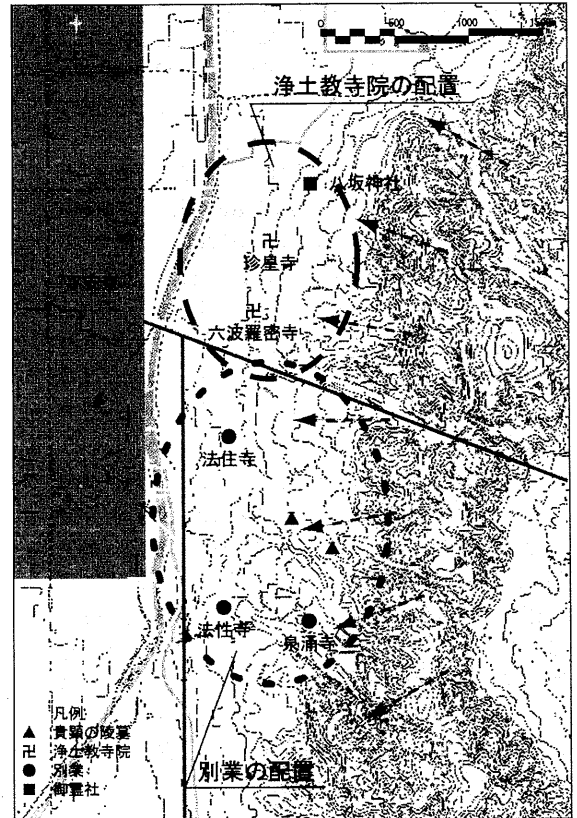 0 500 1000 1500m
浄土教寺院の配置
八坂神社
卍
珍皇寺
卍
六波羅密寺
法住寺
法性寺
泉涌寺
凡例
▲ 貴顕の陵墓
卍 浄土教寺院
● 別業
■ 御霊社
別業の配置